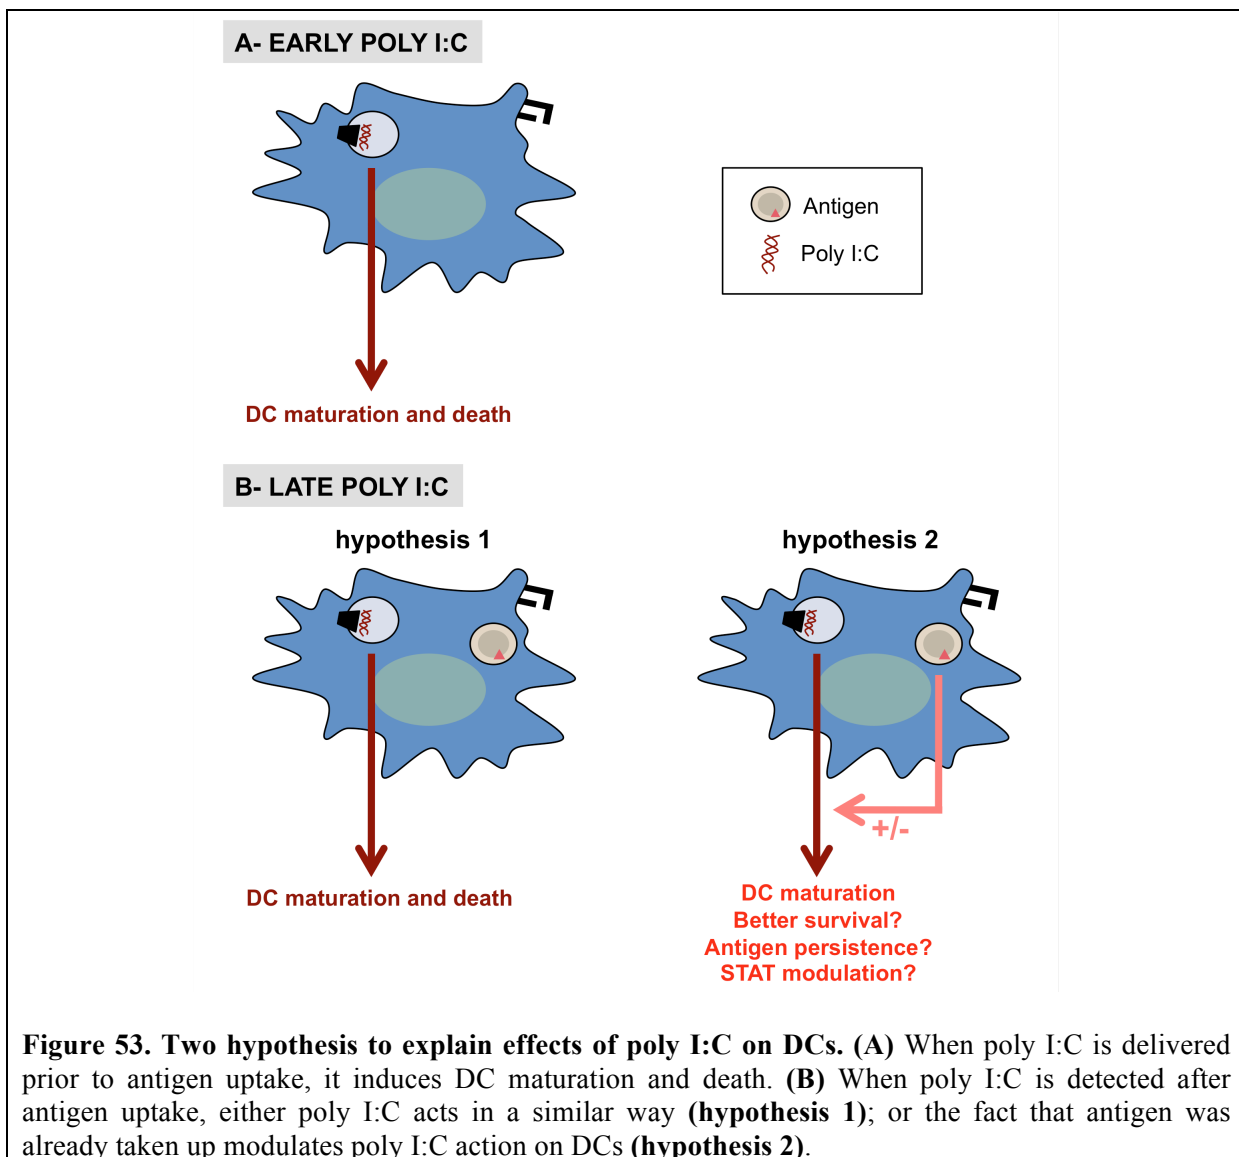 A- EARLY POLY I:C
Antigen
Poly I:C
DC maturation and death
B- LATE POLY I:C
hypothesis 1
hypothesis 2
+/-
DC maturation and death
DC maturation
Better survival?
Antigen persistence?
STAT modulation?
Figure 53. Two hypothesis to explain effects of poly I:C on DCs. (A) When poly I:C is delivered
prior to antigen uptake, it induces DC maturation and death. (B) When poly I:C is detected after
antigen uptake, either poly I:C acts in a similar way (hypothesis 1); or the fact that antigen was
already taken up modulates poly I:C action on DCs (hypothesis 2).